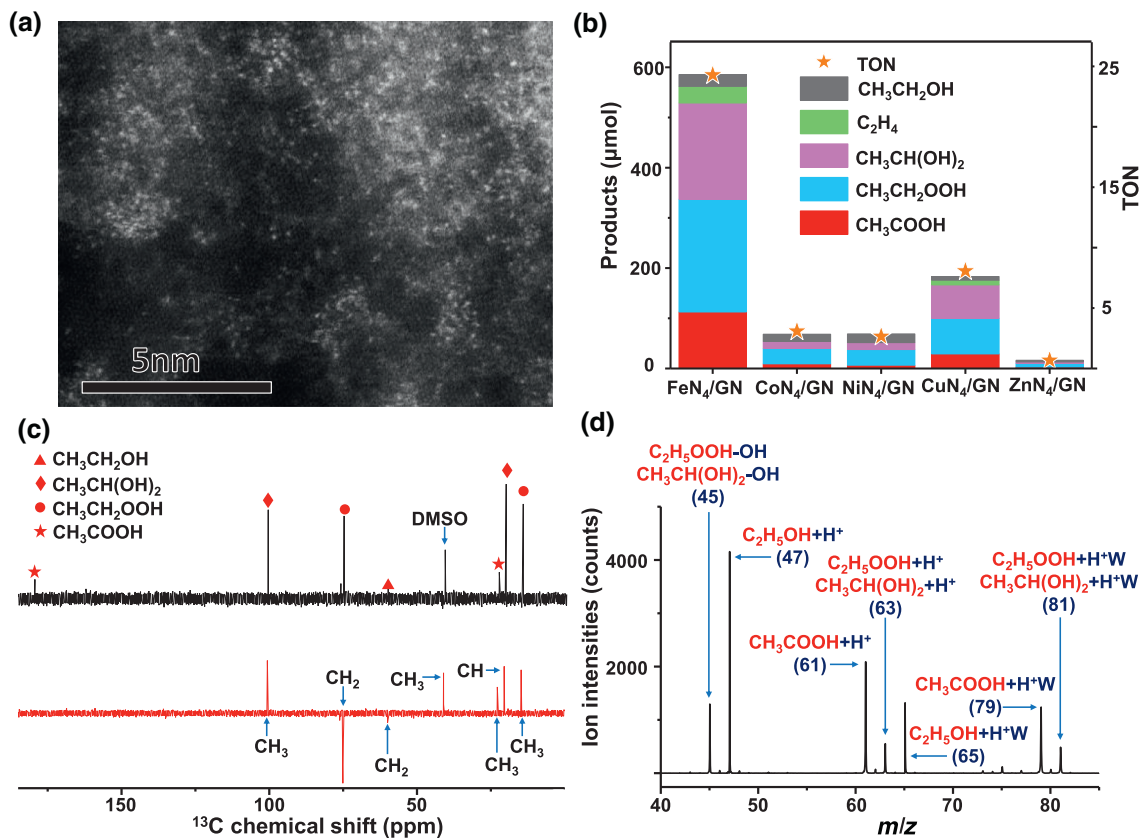 (a)
5nm
(b)
Products (μmol)
600
400
200
0
TON
CH₃CH₂OH
C₂H₄
CH₃CH(OH)₂
CH₃CH₂OOH
CH₃COOH
25
15
5
TON
FeN₄/GN CoN₄/GN NiN₄/GN CuN₄/GN ZnN₄/GN
(c)
CH₃CH₂OH
CH₃CH(OH)₂
CH₃CH₂OOH
CH₃COOH
DMSO
CH₂
CH₃
CH
CH₃
CH₂
CH₃
CH₃
150 100 50
¹³C chemical shift (ppm)
(d)
Ion intensities (counts)
4000
2000
C₂H₅OOH-OH
CH₃CH(OH)₂-OH
(45)
C₂H₅OH+H⁺
(47)
C₂H₅OOH+H⁺
CH₃CH(OH)₂+H⁺
(63)
C₂H₅OOH+H⁺W
CH₃CH(OH)₂+H⁺W
(81)
CH₃COOH+H⁺
(61)
CH₃COOH+H⁺W
(79)
C₂H₅OH+H⁺W
(65)
40 50 60 70 80
m/z